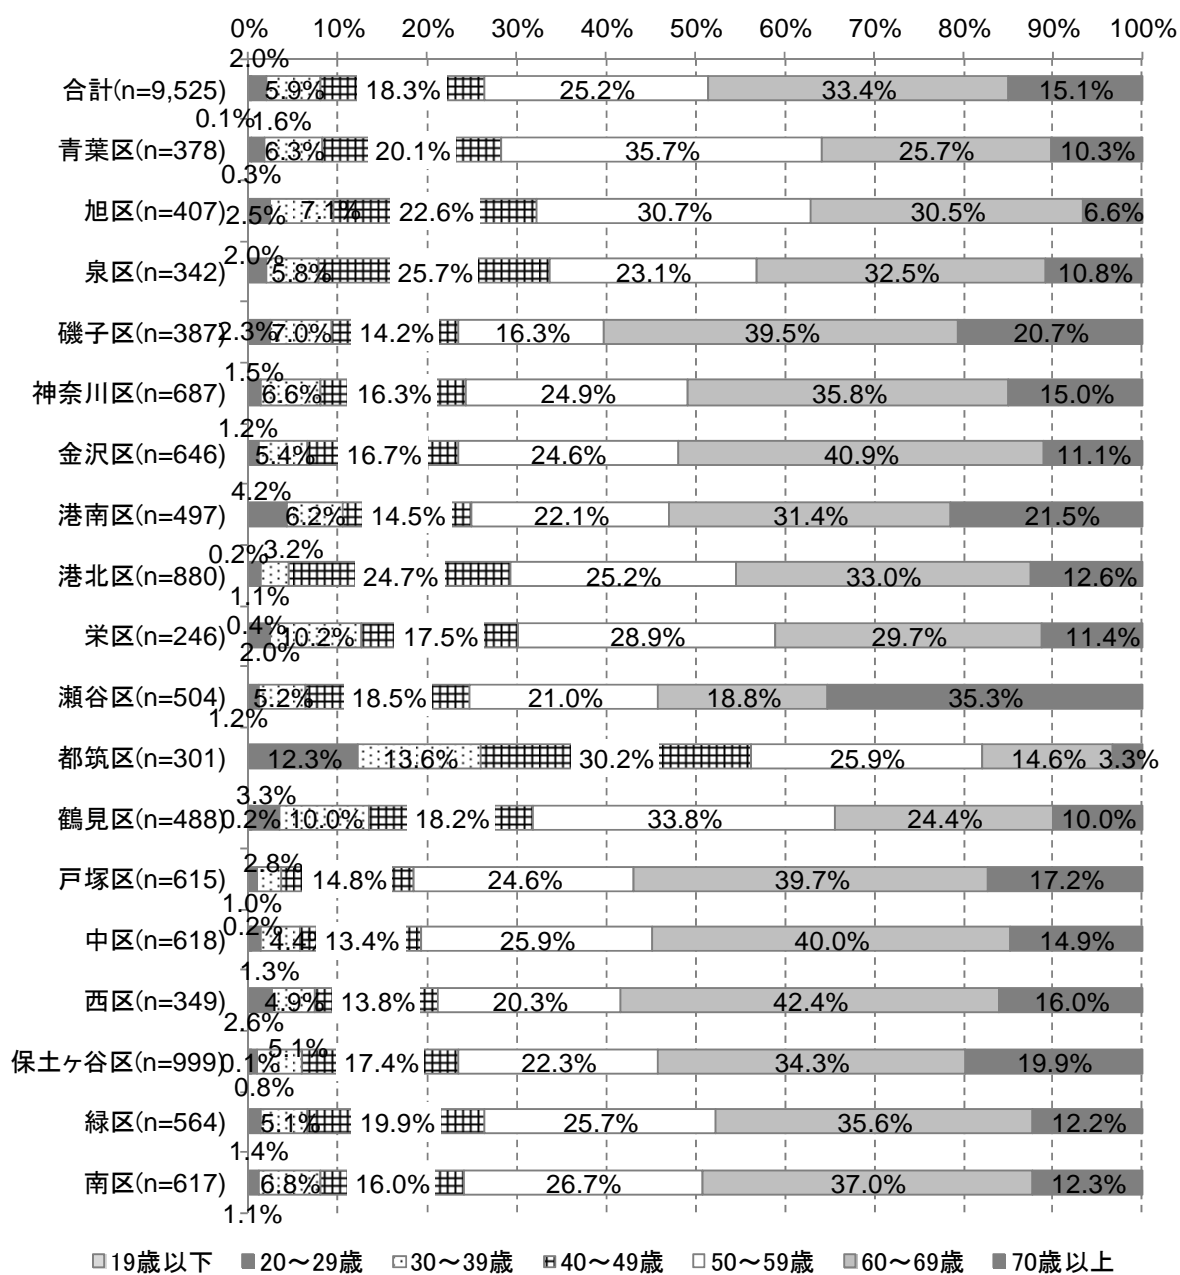 0% 10% 20% 30% 40% 50% 60% 70% 80% 90% 100%
2.0%
合計(n=9,525) 5.9% 18.3% 25.2% 33.4% 15.1%
0.1% 1.6%
青葉区(n=378) 6.3% 20.1% 35.7% 25.7% 10.3%
0.3%
旭区(n=407) 2.5% 7.1% 22.6% 30.7% 30.5% 6.6%
2.0%
泉区(n=342) 5.8% 25.7% 23.1% 32.5% 10.8%
磯子区(n=387) 2.3% 7.0% 14.2% 16.3% 39.5% 20.7%
1.5%
神奈川区(n=687) 6.6% 16.3% 24.9% 35.8% 15.0%
1.2%
金沢区(n=646) 5.4% 16.7% 24.6% 40.9% 11.1%
4.2%
港南区(n=497) 6.2% 14.5% 22.1% 31.4% 21.5%
0.2% 3.2%
港北区(n=880) 24.7% 25.2% 33.0% 12.6%
1.1%
栄区(n=246) 0.4% 10.2% 17.5% 28.9% 29.7% 11.4%
2.0%
瀬谷区(n=504) 5.2% 18.5% 21.0% 18.8% 35.3%
1.2%
都筑区(n=301) 12.3% 13.6% 30.2% 25.9% 14.6% 3.3%
3.3%
鶴見区(n=488) 0.2% 10.0% 18.2% 33.8% 24.4% 10.0%
2.8%
戸塚区(n=615) 14.8% 24.6% 39.7% 17.2%
1.0%
0.2%
中区(n=618) 4.4% 13.4% 25.9% 40.0% 14.9%
1.3%
西区(n=349) 4.9% 13.8% 20.3% 42.4% 16.0%
2.6%
5.1%
保土ヶ谷区(n=999) 0.1% 17.4% 22.3% 34.3% 19.9%
0.8%
緑区(n=564) 5.1% 19.9% 25.7% 35.6% 12.2%
1.4%
南区(n=617) 6.8% 16.0% 26.7% 37.0% 12.3%
1.1%
19歳以下 20～29歳 30～39歳 40～49歳 50～59歳 60～69歳 70歳以上